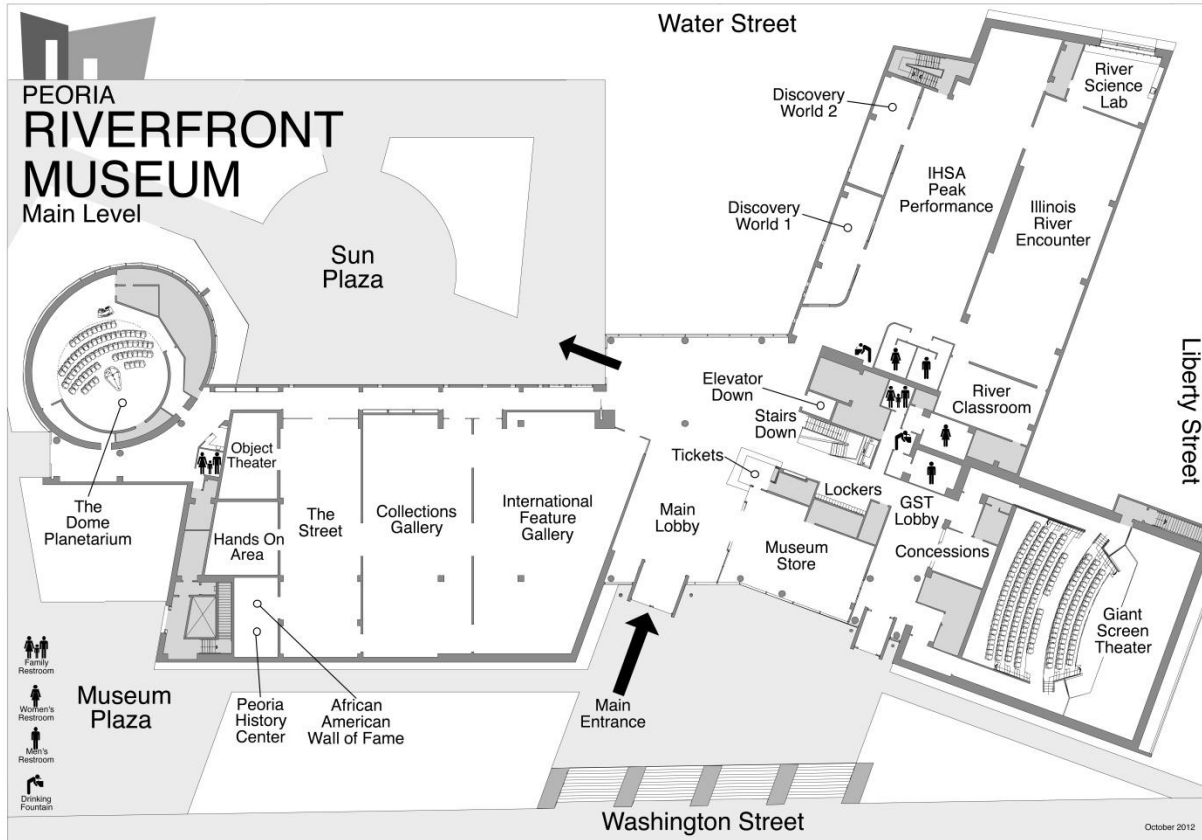 PEORIA
RIVERFRONT
MUSEUM
Main Level
Water Street
Sun
Plaza
Discovery
World 2
Discovery
World 1
River
Science
Lab
IHSA
Peak
Performance
Illinois
River
Encounter
Liberty Street
River
Classroom
Elevator
Down
Stairs
Down
Tickets
Lockers
GST
Lobby
Concessions
Main
Lobby
Museum
Store
Giant
Screen
Theater
The
Dome
Planetarium
Object
Theater
Hands On
Area
The
Street
Collections
Gallery
International
Feature
Gallery
Peoria
History
Center
African
American
Wall of Fame
Main
Entrance
Museum
Plaza
Family
Restroom
Women's
Restroom
Men's
Restroom
Drinking
Fountain
Washington Street
October 2012